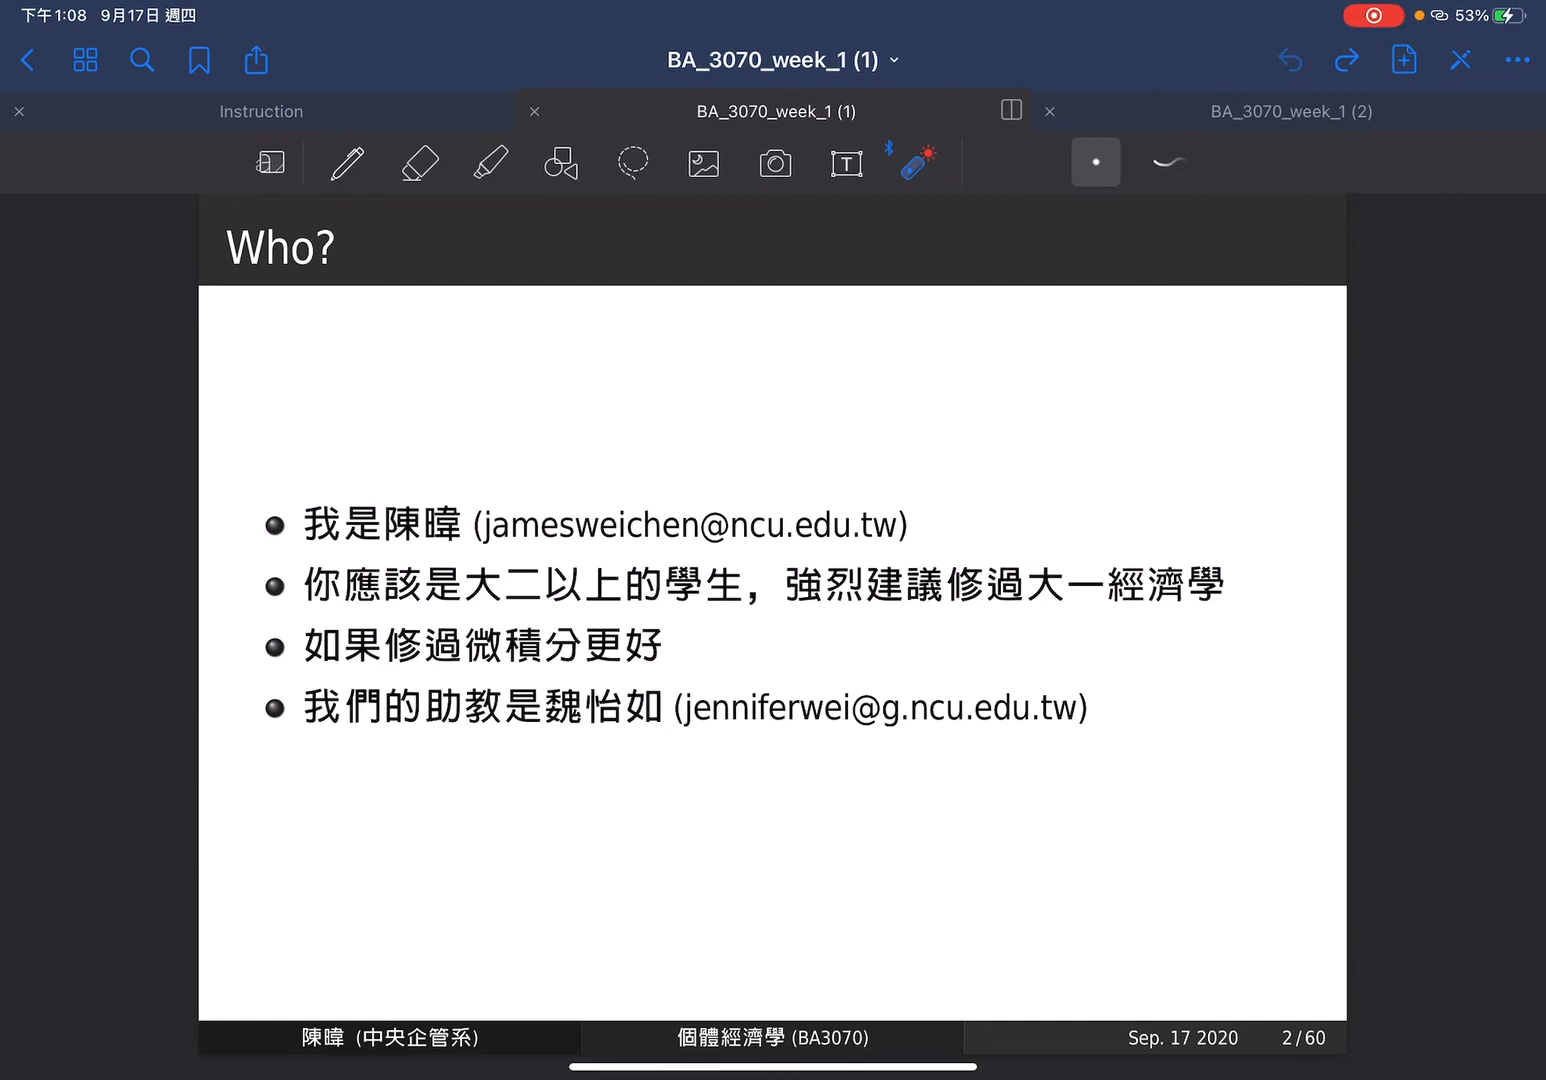 下午1:08 9月17日 週四 53%
BA_3070_week_1 (1)
Instruction BA_3070_week_1 (1) BA_3070_week_1 (2)
T
Who?
我是陳暐 (jamesweichen@ncu.edu.tw)
你應該是大二以上的學生，強烈建議修過大一經濟學
如果修過微積分更好
我們的助教是魏怡如 (jenniferwei@g.ncu.edu.tw)
陳暐 (中央企管系) 個體經濟學 (BA3070) Sep. 17 2020 2/60